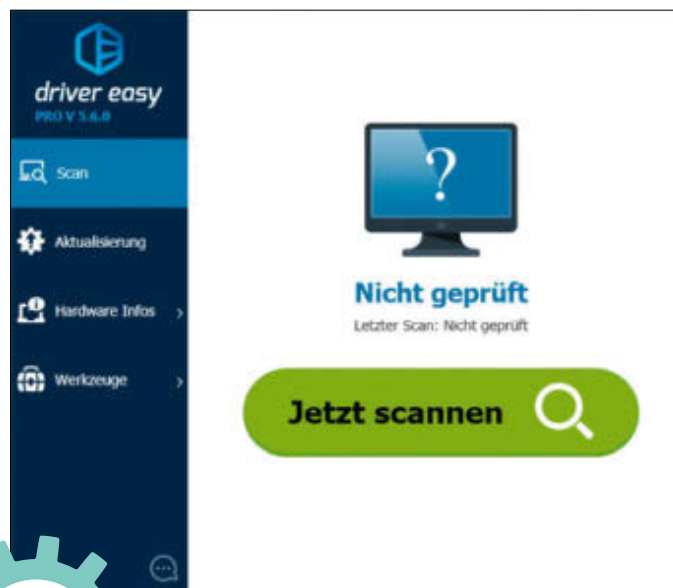 driver easy
PRO V 5.6.0
Scan
Aktualisierung
Hardware Infos
Werkzeuge
?
Nicht geprüft
Letzter Scan: Nicht geprüft
Jetzt scannen